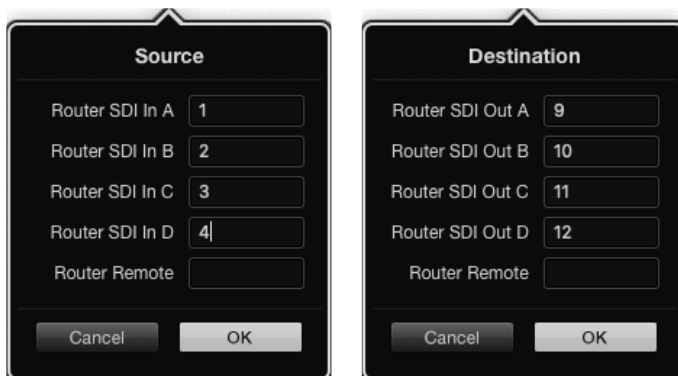 Source
Router SDI In A 1
Router SDI In B 2
Router SDI In C 3
Router SDI In D 4
Router Remote
Cancel OK
Destination
Router SDI Out A 9
Router SDI Out B 10
Router SDI Out C 11
Router SDI Out D 12
Router Remote
Cancel OK